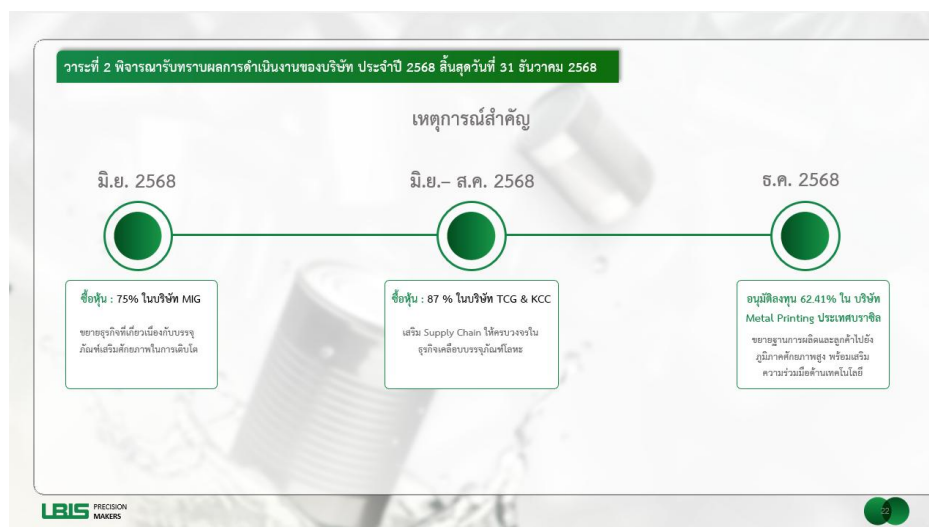 วาระที่ 2 พิจารณารับทราบผลการดำเนินงานของบริษัท ประจำปี 2568 สิ้นสุดวันที่ 31 ธันวาคม 2568
เหตุการณ์สำคัญ
มิ.ย. 2568
ซื้อหุ้น : 75% ในบริษัท MIG
ขยายธุรกิจที่เกี่ยวเนื่องกับบรรจุ
ภัณฑ์เสริมศักยภาพในการเติบโต
มิ.ย.– ส.ค. 2568
ซื้อหุ้น : 87 % ในบริษัท TCG & KCC
เสริม Supply Chain ให้ครบวงจรใน
ธุรกิจเคลือบบรรจุภัณฑ์โลหะ
ธ.ค. 2568
อนุมัติลงทุน 62.41% ใน บริษัท
Metal Printing ประเทศบราซิล
ขยายฐานการผลิตและลูกค้าไปยัง
ภูมิภาคศักยภาพสูง พร้อมเสริม
ความร่วมมือด้านเทคโนโลยี
LBIS PRECISION
MAKERS
22